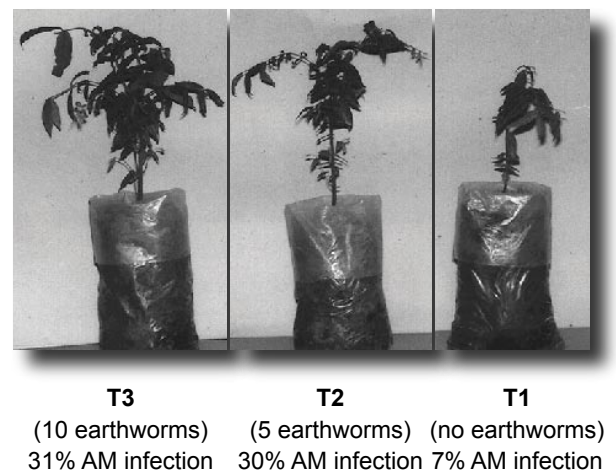 T3
(10 earthworms)
31% AM infection
T2
(5 earthworms)
30% AM infection
T1
(no earthworms)
7% AM infection